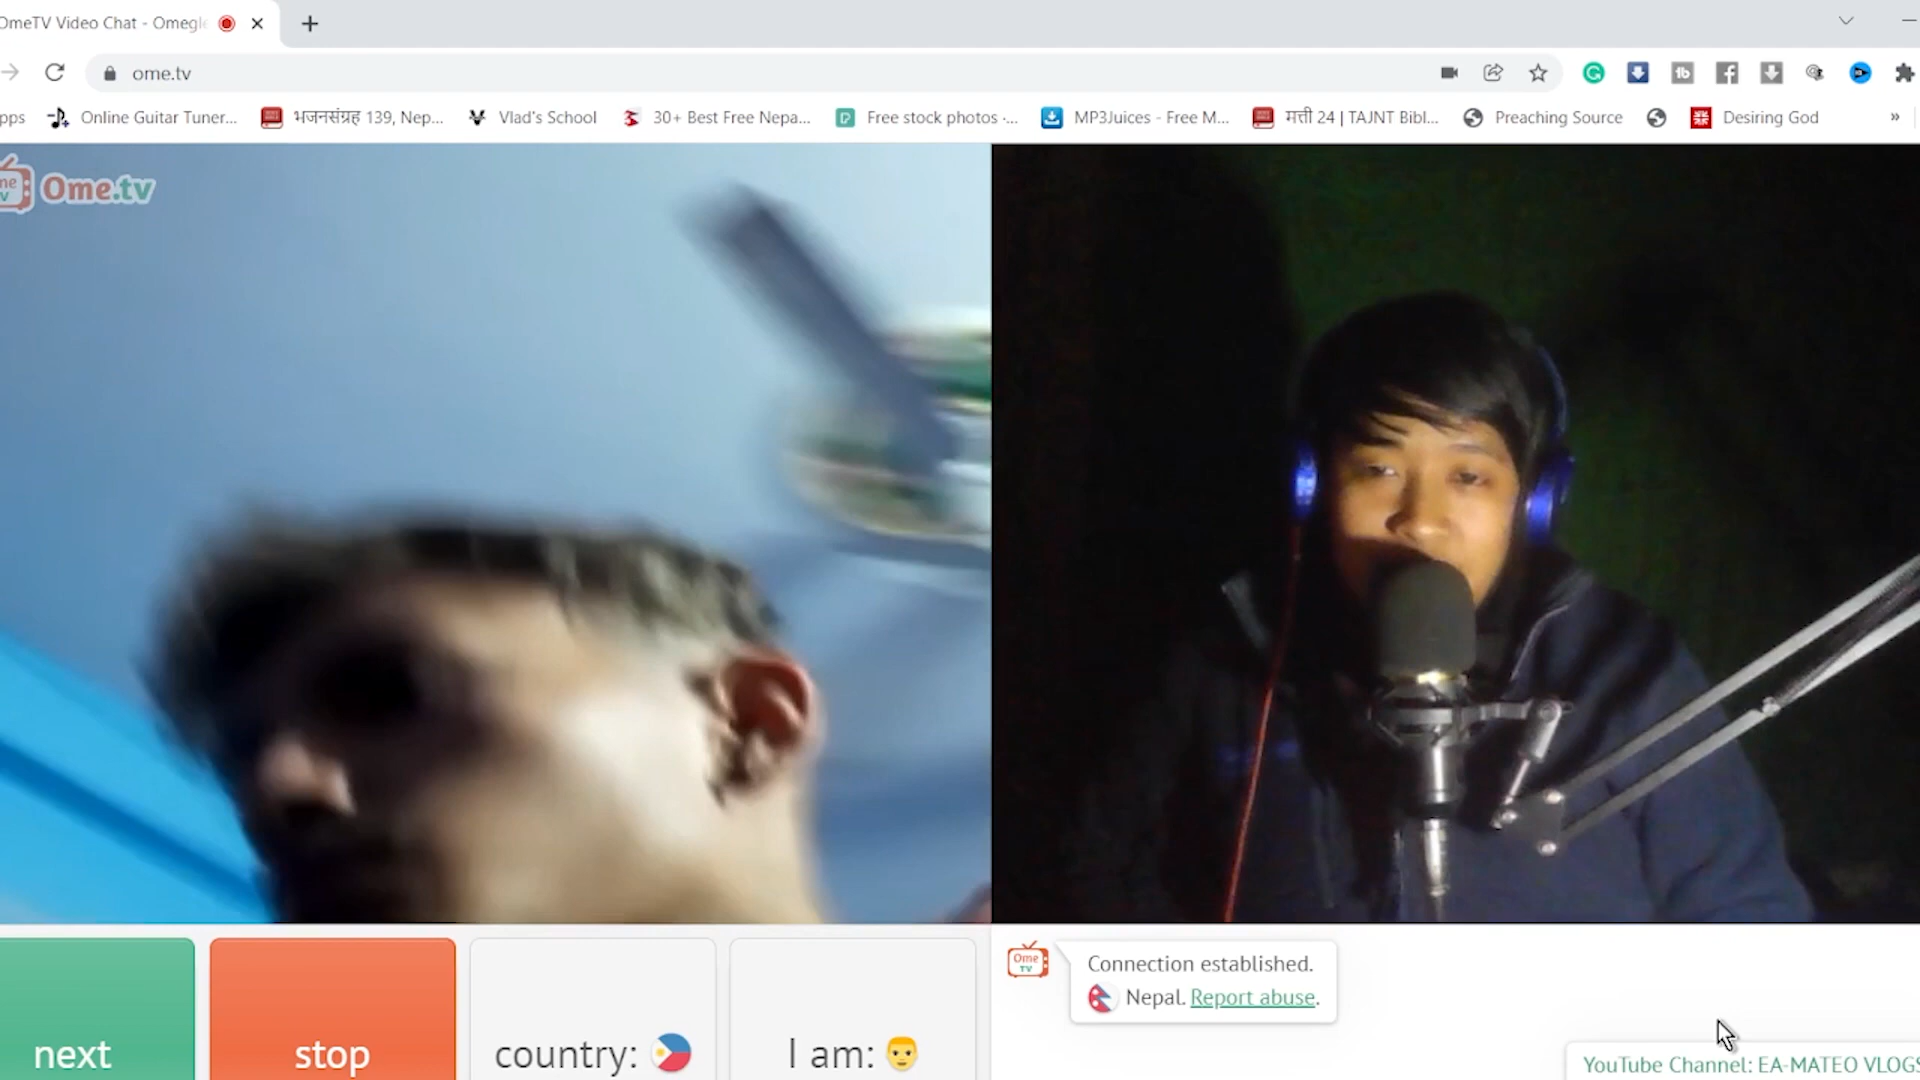 OmeTV Video Chat - Omegl
ome.tv
pps
Online Guitar Tuner...
भजनसंग्रह 139, Nep...
Vlad's School
30+ Best Free Nepa...
Free stock photos ·...
MP3Juices - Free M...
मत्ती 24 | TAJNT Bibl...
Preaching Source
Desiring God
»
Ome.tv
next
stop
country:
I am:
Ome TV
Connection established.
Nepal. Report abuse.
YouTube Channel: EA-MATEO VLOGS